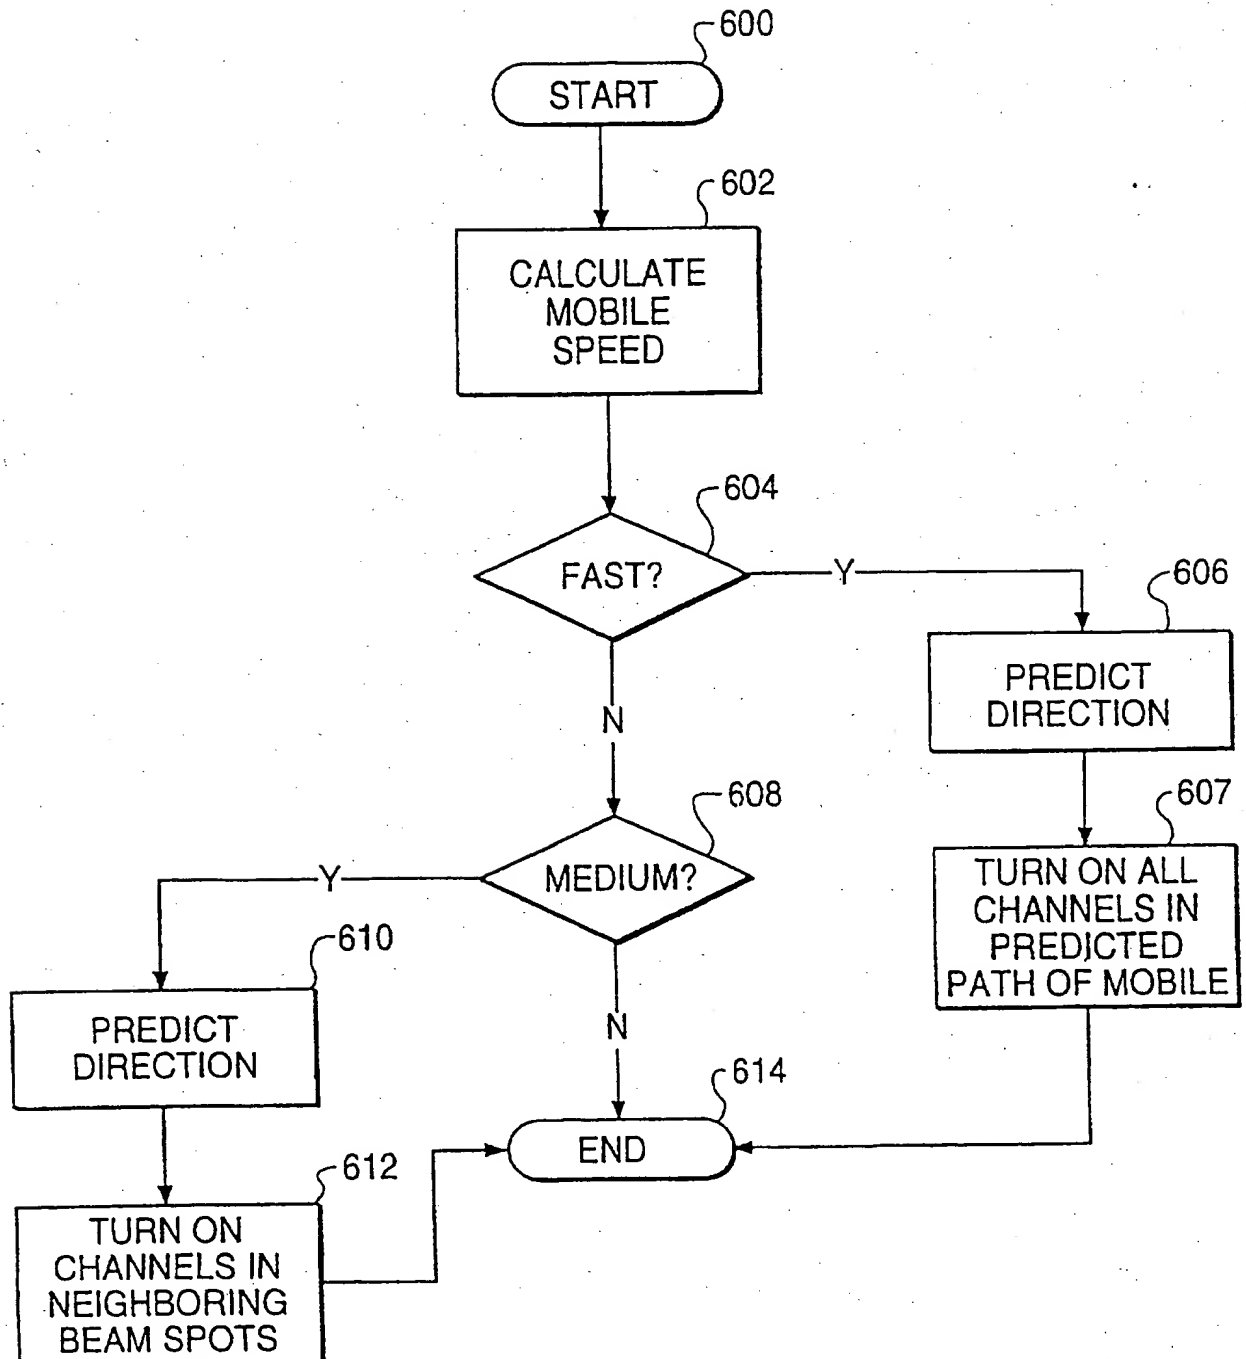 600
START
602
CALCULATE
MOBILE
SPEED
604
FAST?
Y
606
PREDICT
DIRECTION
N
607
TURN ON ALL
CHANNELS IN
PREDICTED
PATH OF MOBILE
608
MEDIUM?
Y
610
PREDICT
DIRECTION
N
614
END
612
TURN ON
CHANNELS IN
NEIGHBORING
BEAM SPOTS